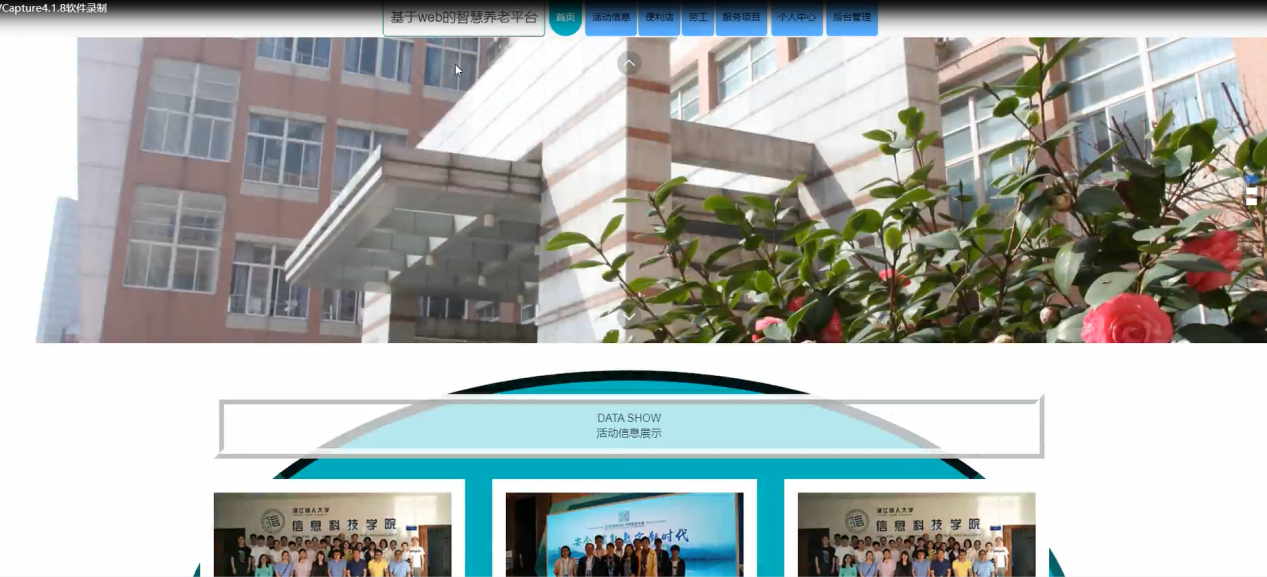 /Capture4.1.8软件录制
基于web的智慧养老平台 首页 活动信息 便利店 劳工 服务项目 个人中心 后台管理
DATA SHOW
活动信息展示
信息科技学院
信息科技学院